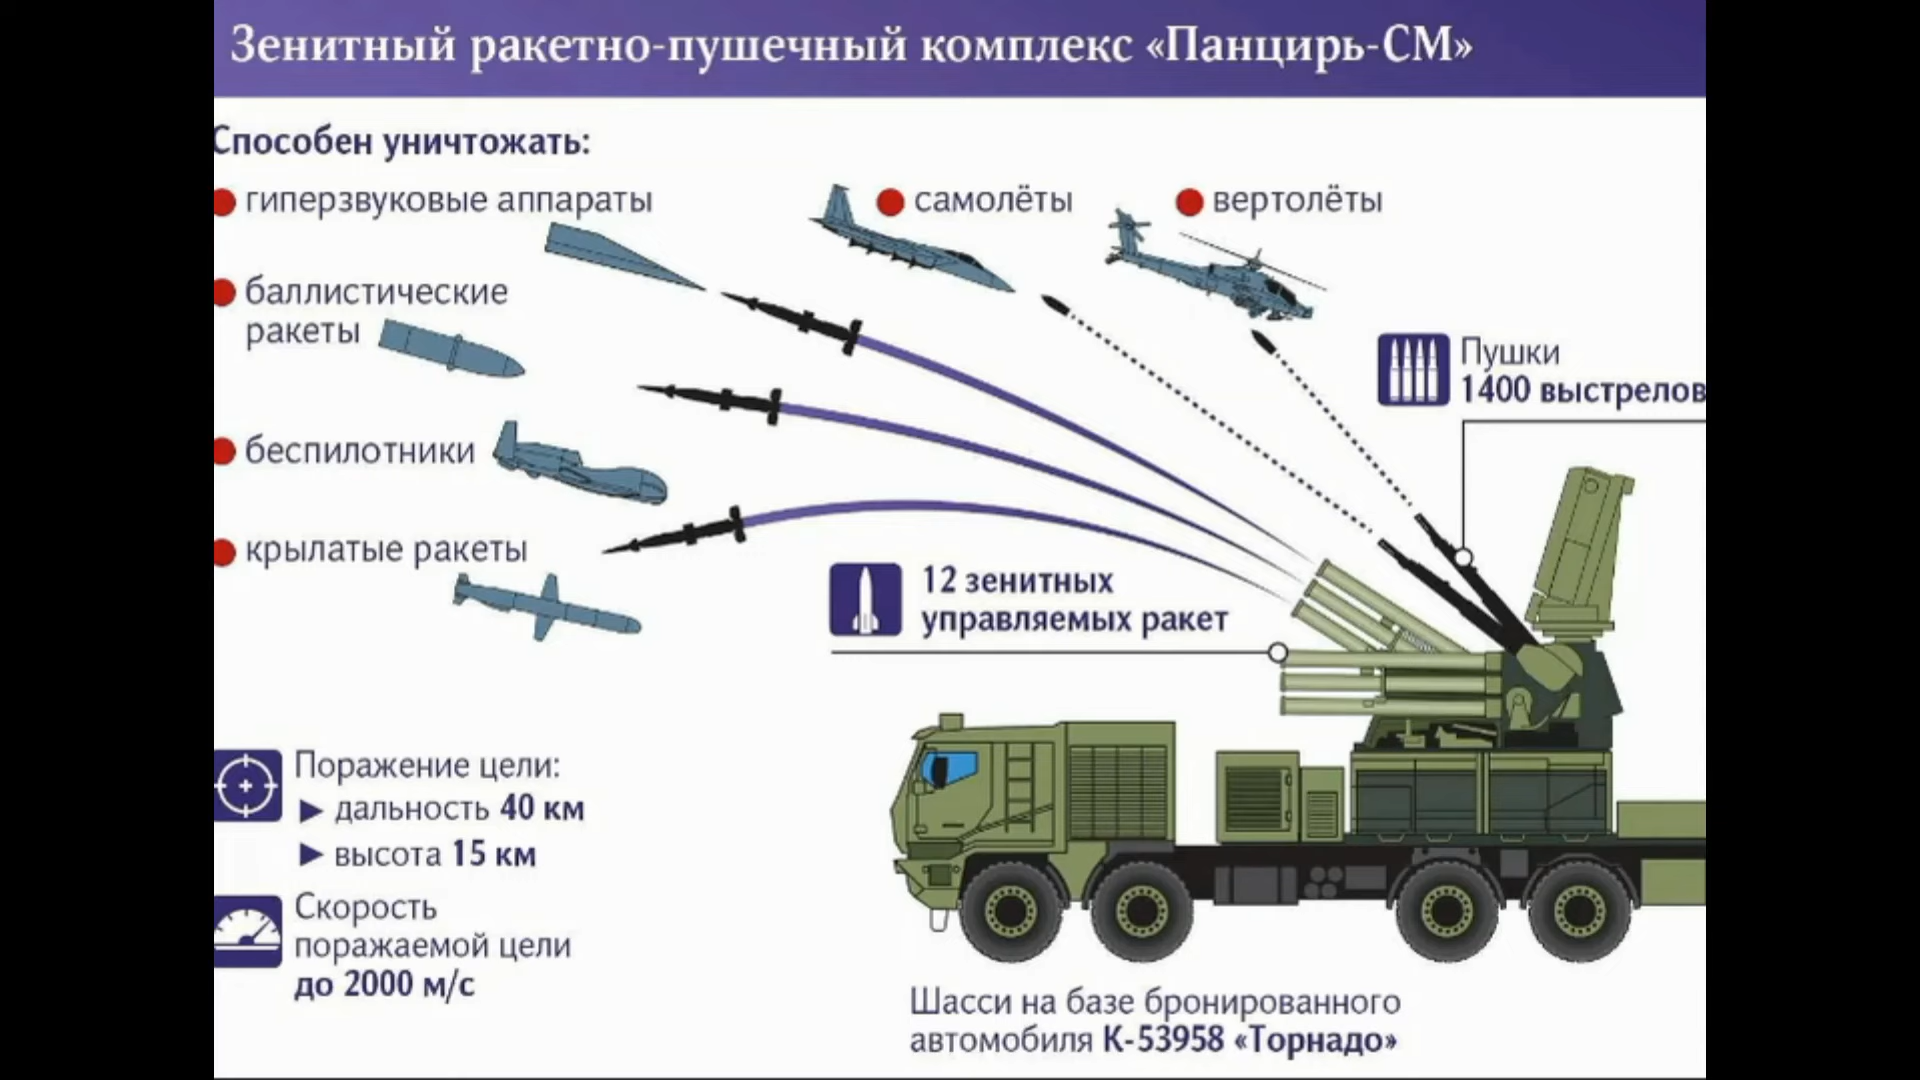 Зенитный ракетно-пушечный комплекс «Панцирь-СМ»
Способен уничтожать:
гиперзвуковые аппараты
самолёты
вертолёты
баллистические
ракеты
Пушки
1400 выстрелов
беспилотники
крылатые ракеты
12 зенитных
управляемых ракет
Поражение цели:
► дальность 40 км
► высота 15 км
Скорость
поражаемой цели
до 2000 м/с
Шасси на базе бронированного
автомобиля К-53958 «Торнадо»